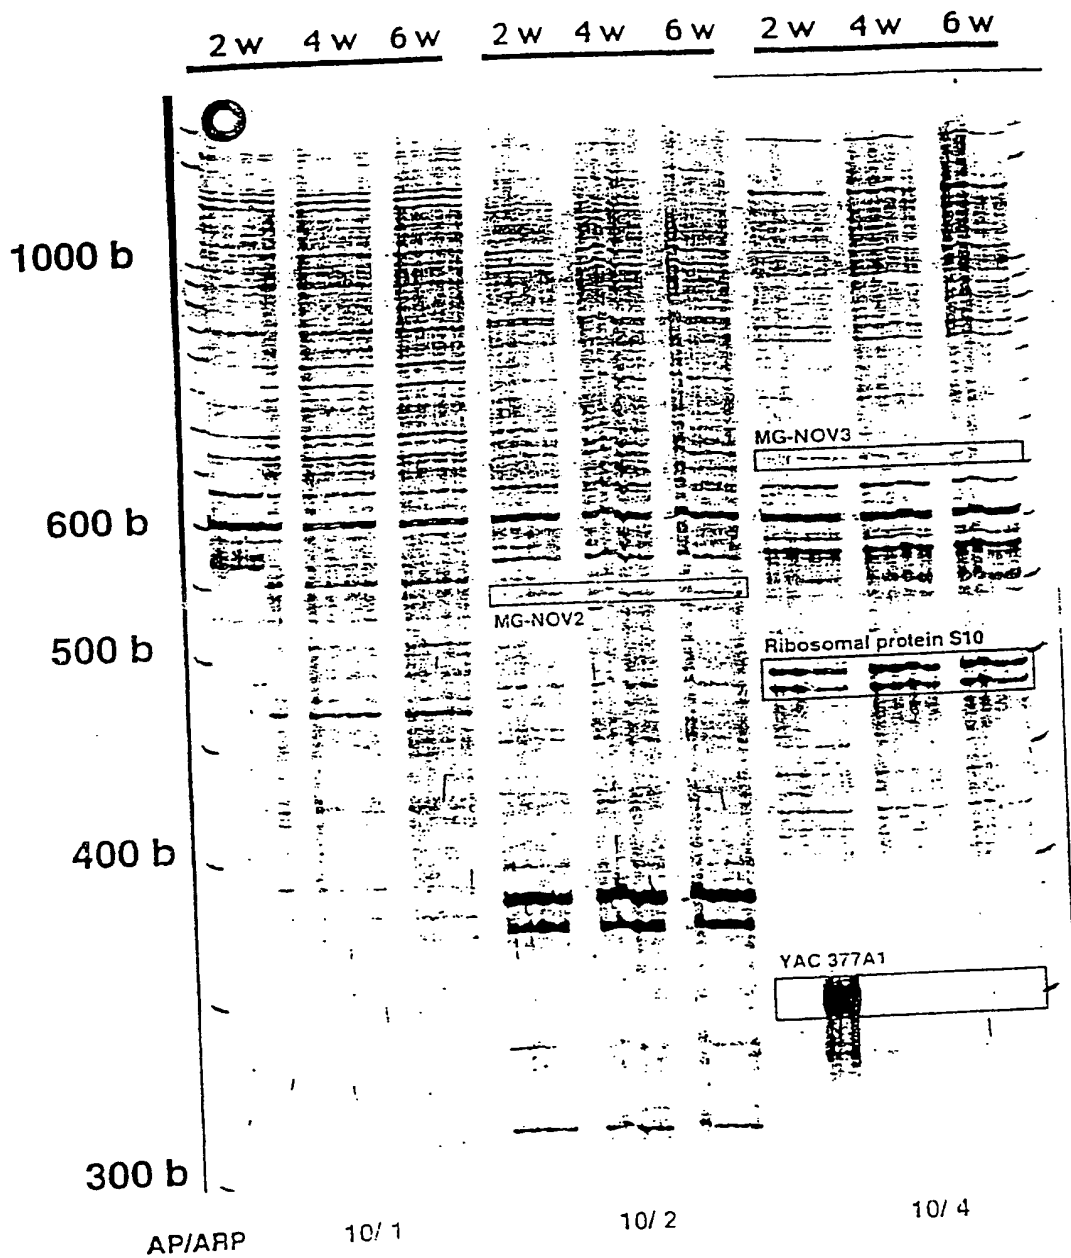 2 w 4 w 6 w 2 w 4 w 6 w 2 w 4 w 6 w
1000 b
MG-NOV3
600 b
MG-NOV2
500 b
Ribosomal protein S10
400 b
YAC 377A1
300 b
AP/ARP 10/ 1 10/ 2 10/ 4